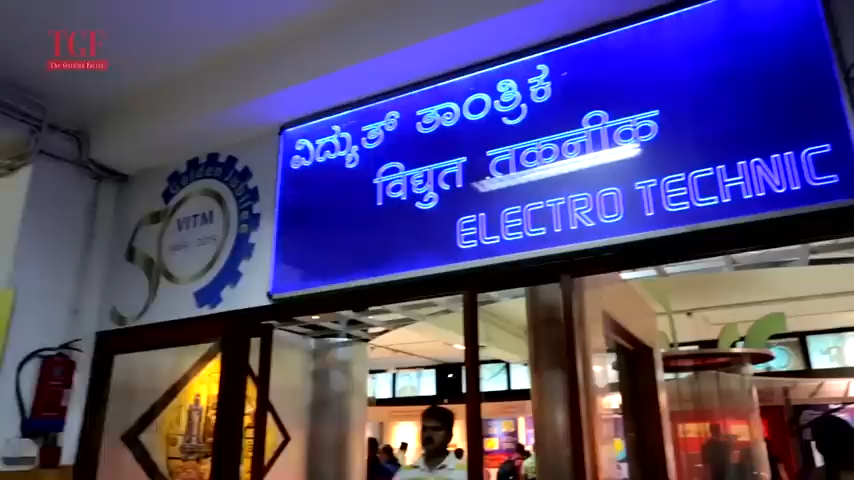 TGF
Golden Jubilee
VITM
ವಿದ್ಯುತ್ ತಾಂತ್ರಿಕ
विद्युत तकनीक
ELECTRO TECHNIC